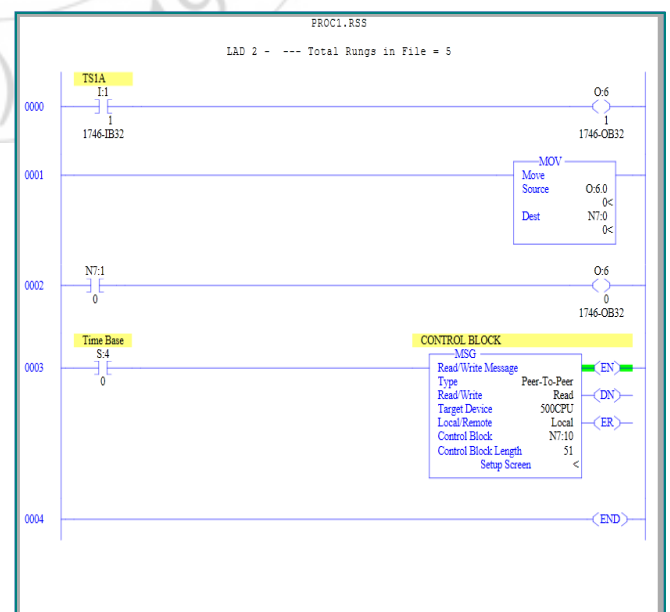 PROC1.RSS
LAD 2 - --- Total Rungs in File = 5
TS1A
I:1
O:6
0000
1
1
1746-IB32
1746-OB32
MOV
0001
Move
Source O:6.0
0<
Dest N7:0
0<
N7:1
O:6
0002
0
0
1746-OB32
Time Base
CONTROL BLOCK
S:4
MSG
0003
Read/Write Message
EN
0
Type Peer-To-Peer
Read/Write Read
DN
Target Device 500CPU
Local/Remote Local
ER
Control Block N7:10
Control Block Length 51
Setup Screen <
0004
END